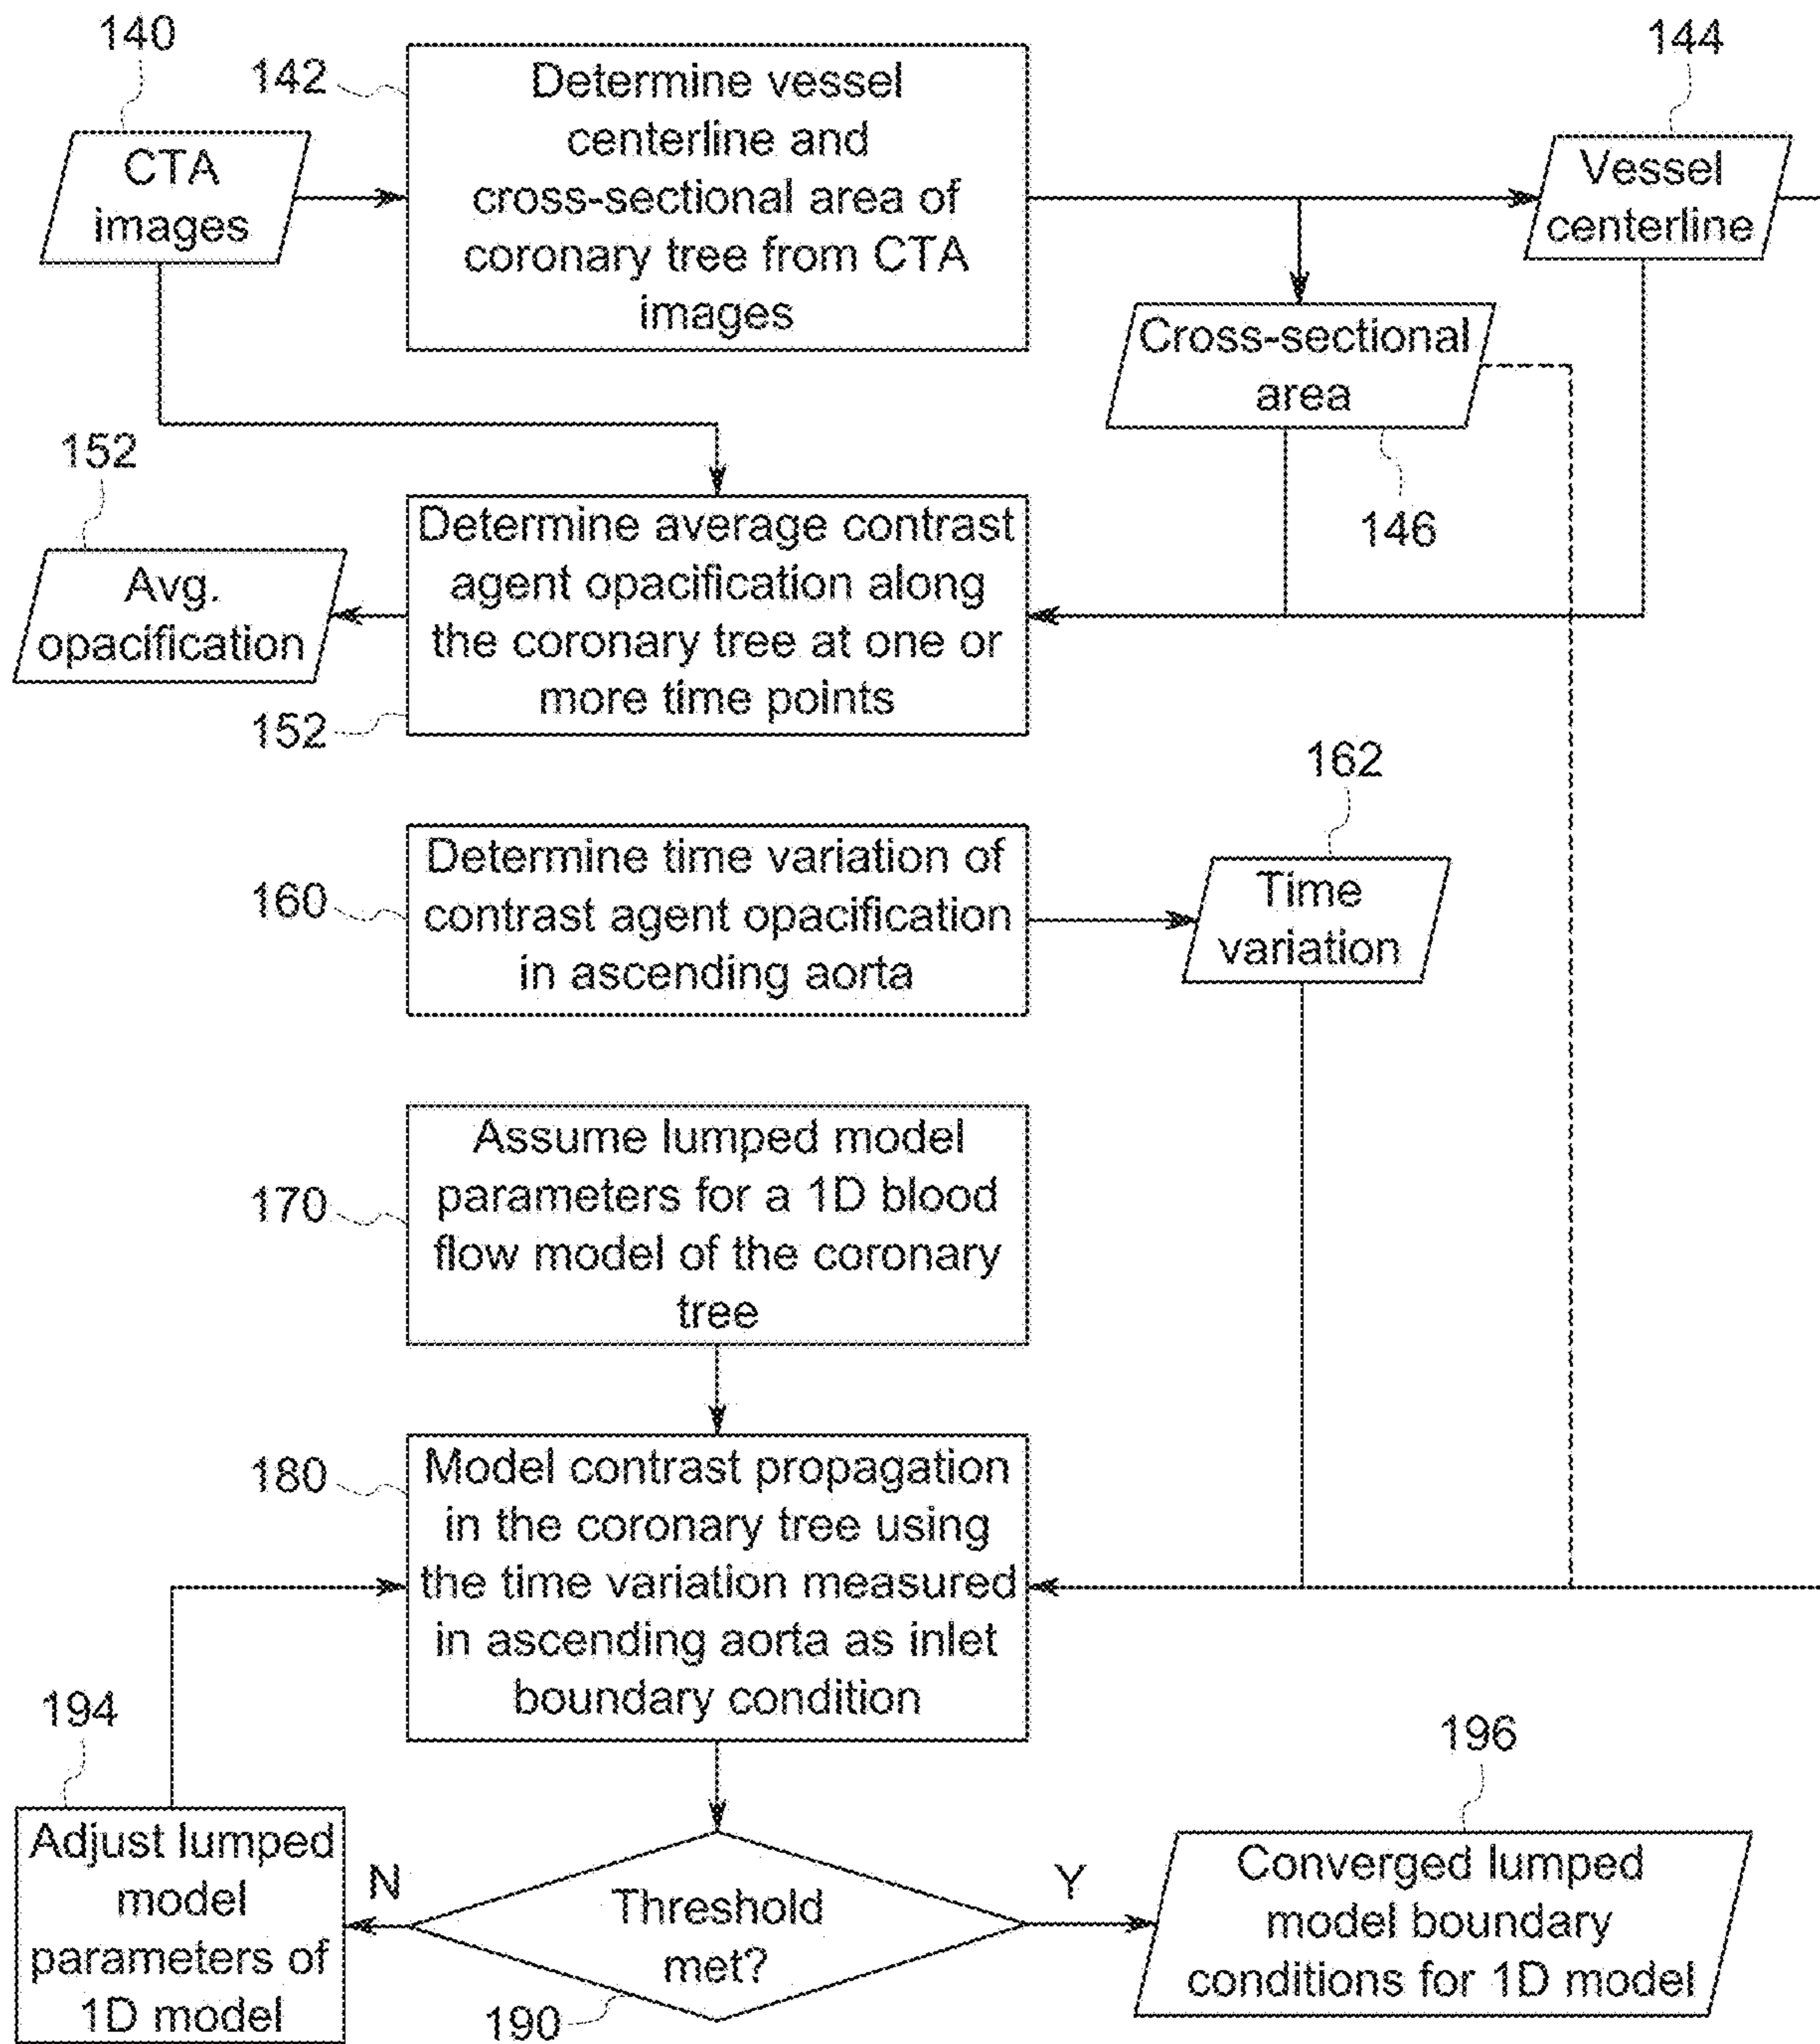 140
142
144
Determine vessel
centerline and
cross-sectional area of
coronary tree from CTA
images
CTA
images
Vessel
centerline
Cross-sectional
area
146
152
Avg.
opacification
Determine average contrast
agent opacification along
the coronary tree at one or
more time points
152
162
160
Determine time variation of
contrast agent opacification
in ascending aorta
Time
variation
170
Assume lumped model
parameters for a 1D blood
flow model of the coronary
tree
180
Model contrast propagation
in the coronary tree using
the time variation measured
in ascending aorta as inlet
boundary condition
194
196
Adjust lumped
model
parameters of
1D model
N
Threshold
met?
190
Y
Converged lumped
model boundary
conditions for 1D model